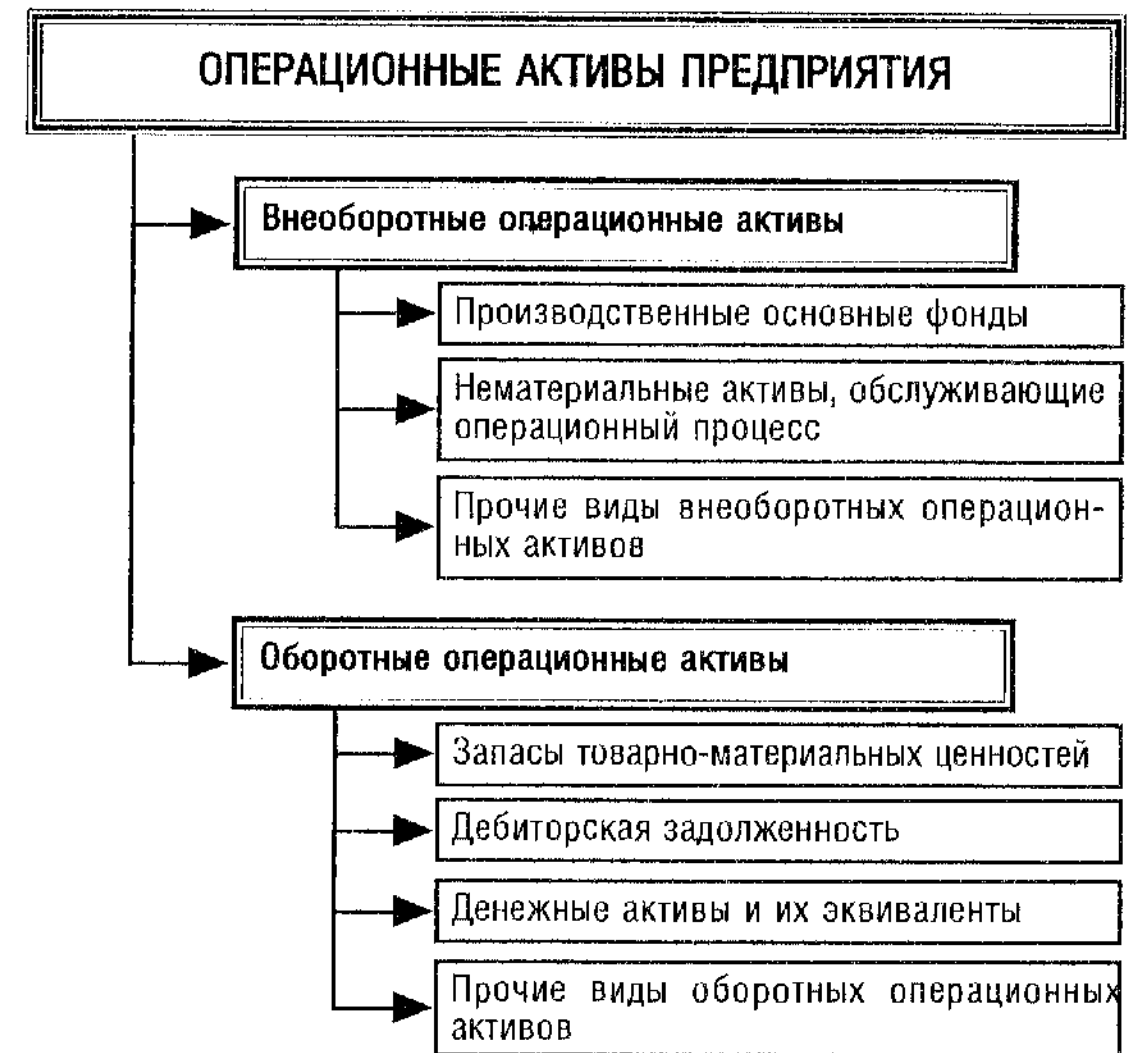 ОПЕРАЦИОННЫЕ АКТИВЫ ПРЕДПРИЯТИЯ
Внеоборотные операционные активы
Производственные основные фонды
Нематериальные активы, обслуживающие
операционный процесс
Прочие виды внеоборотных операцион-
ных активов
Оборотные операционные активы
Запасы товарно-материальных ценностей
Дебиторская задолженность
Денежные активы и их эквиваленты
Прочие виды оборотных операционных
активов